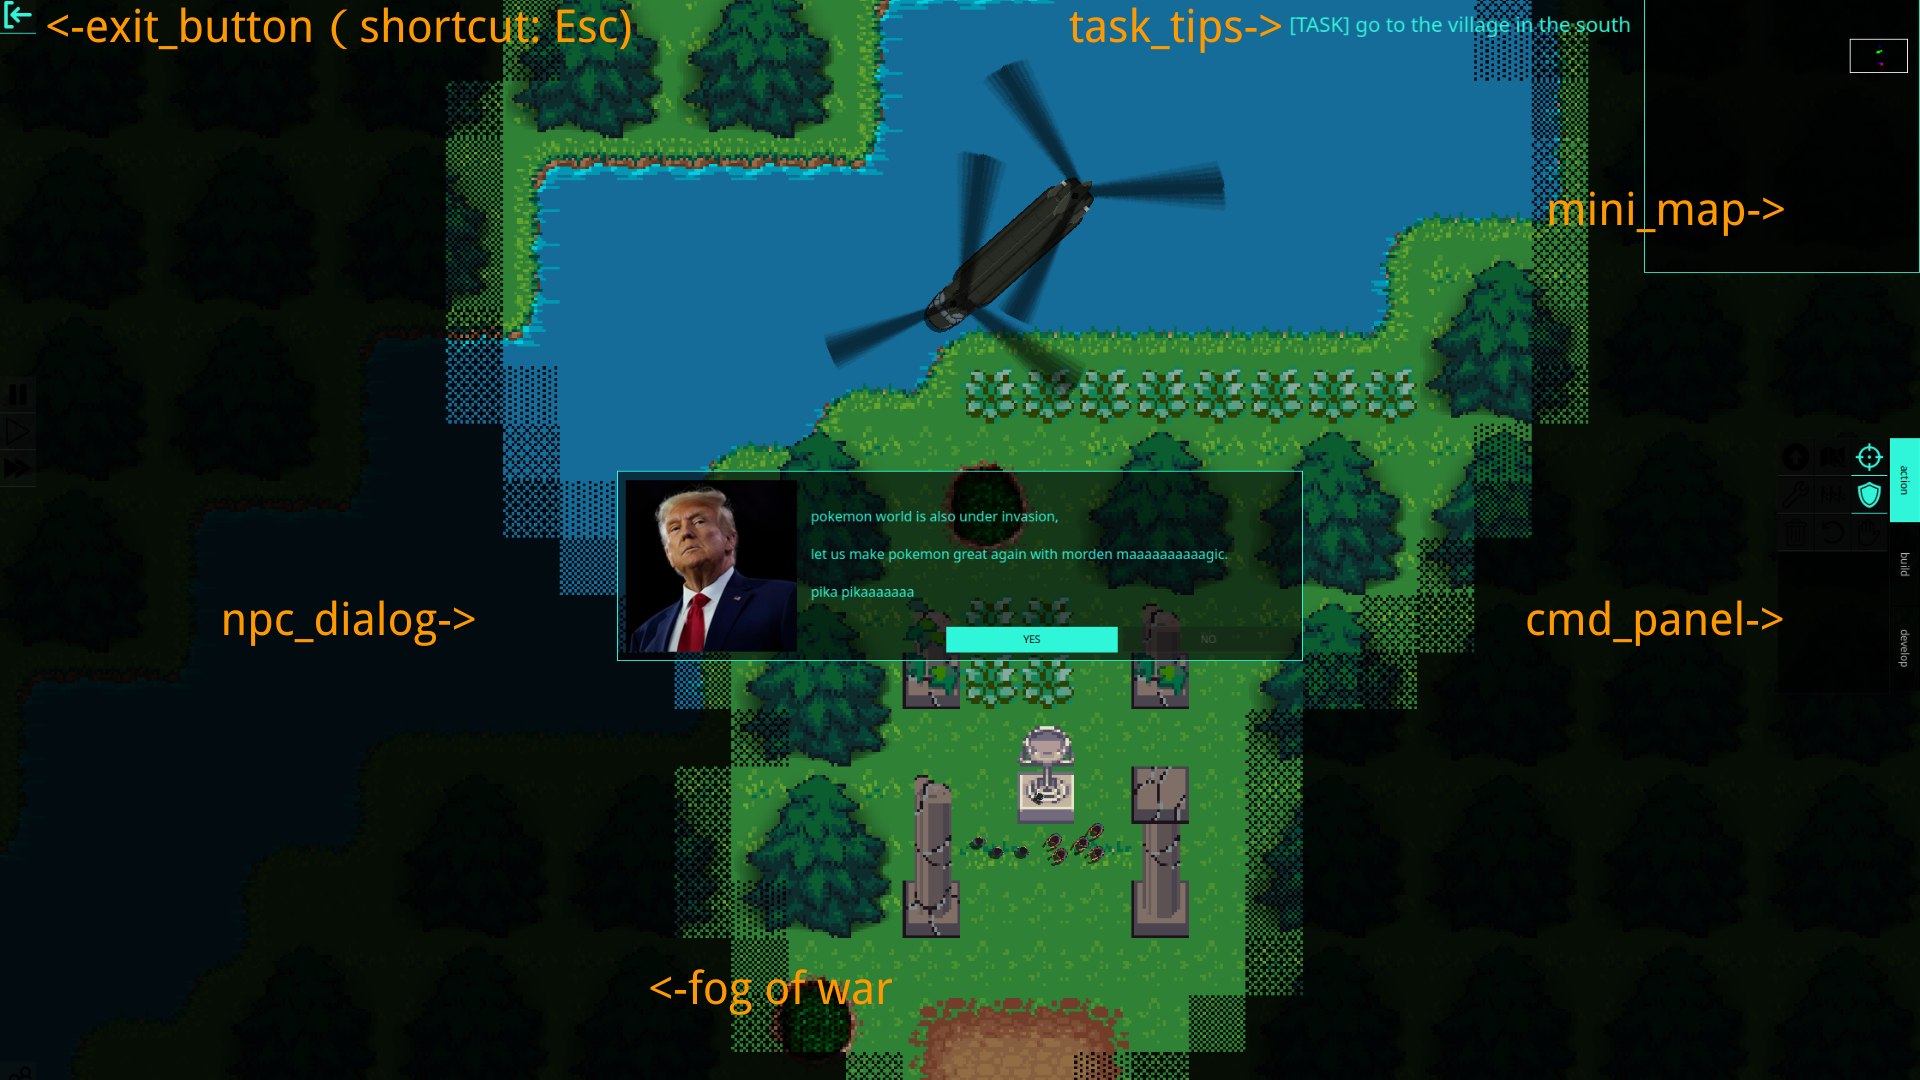 <-exit_button ( shortcut: Esc)
task_tips-> [TASK] go to the village in the south
mini_map->
action
build
develop
pokemon world is also under invasion,
let us make pokemon great again with morden maaaaaaaaaagic.
pika pikaaaaaaa
YES
NO
npc_dialog->
cmd_panel->
<-fog of war